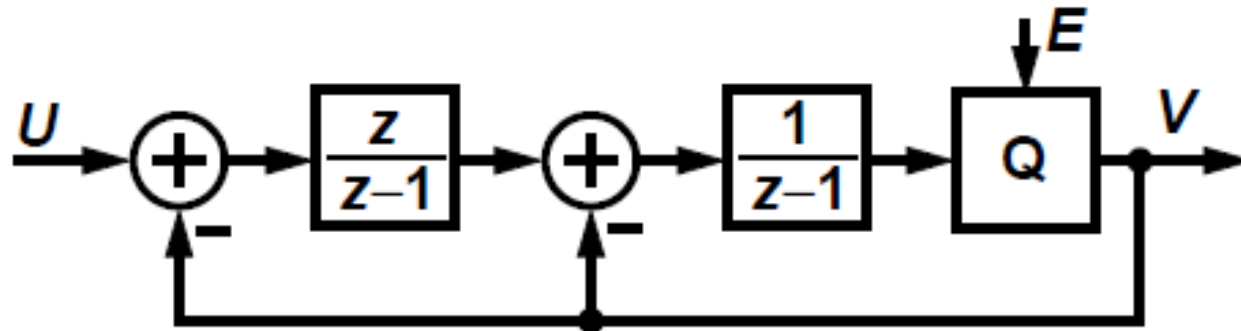 E
U + z 1 Q V
z–1 z–1
– –